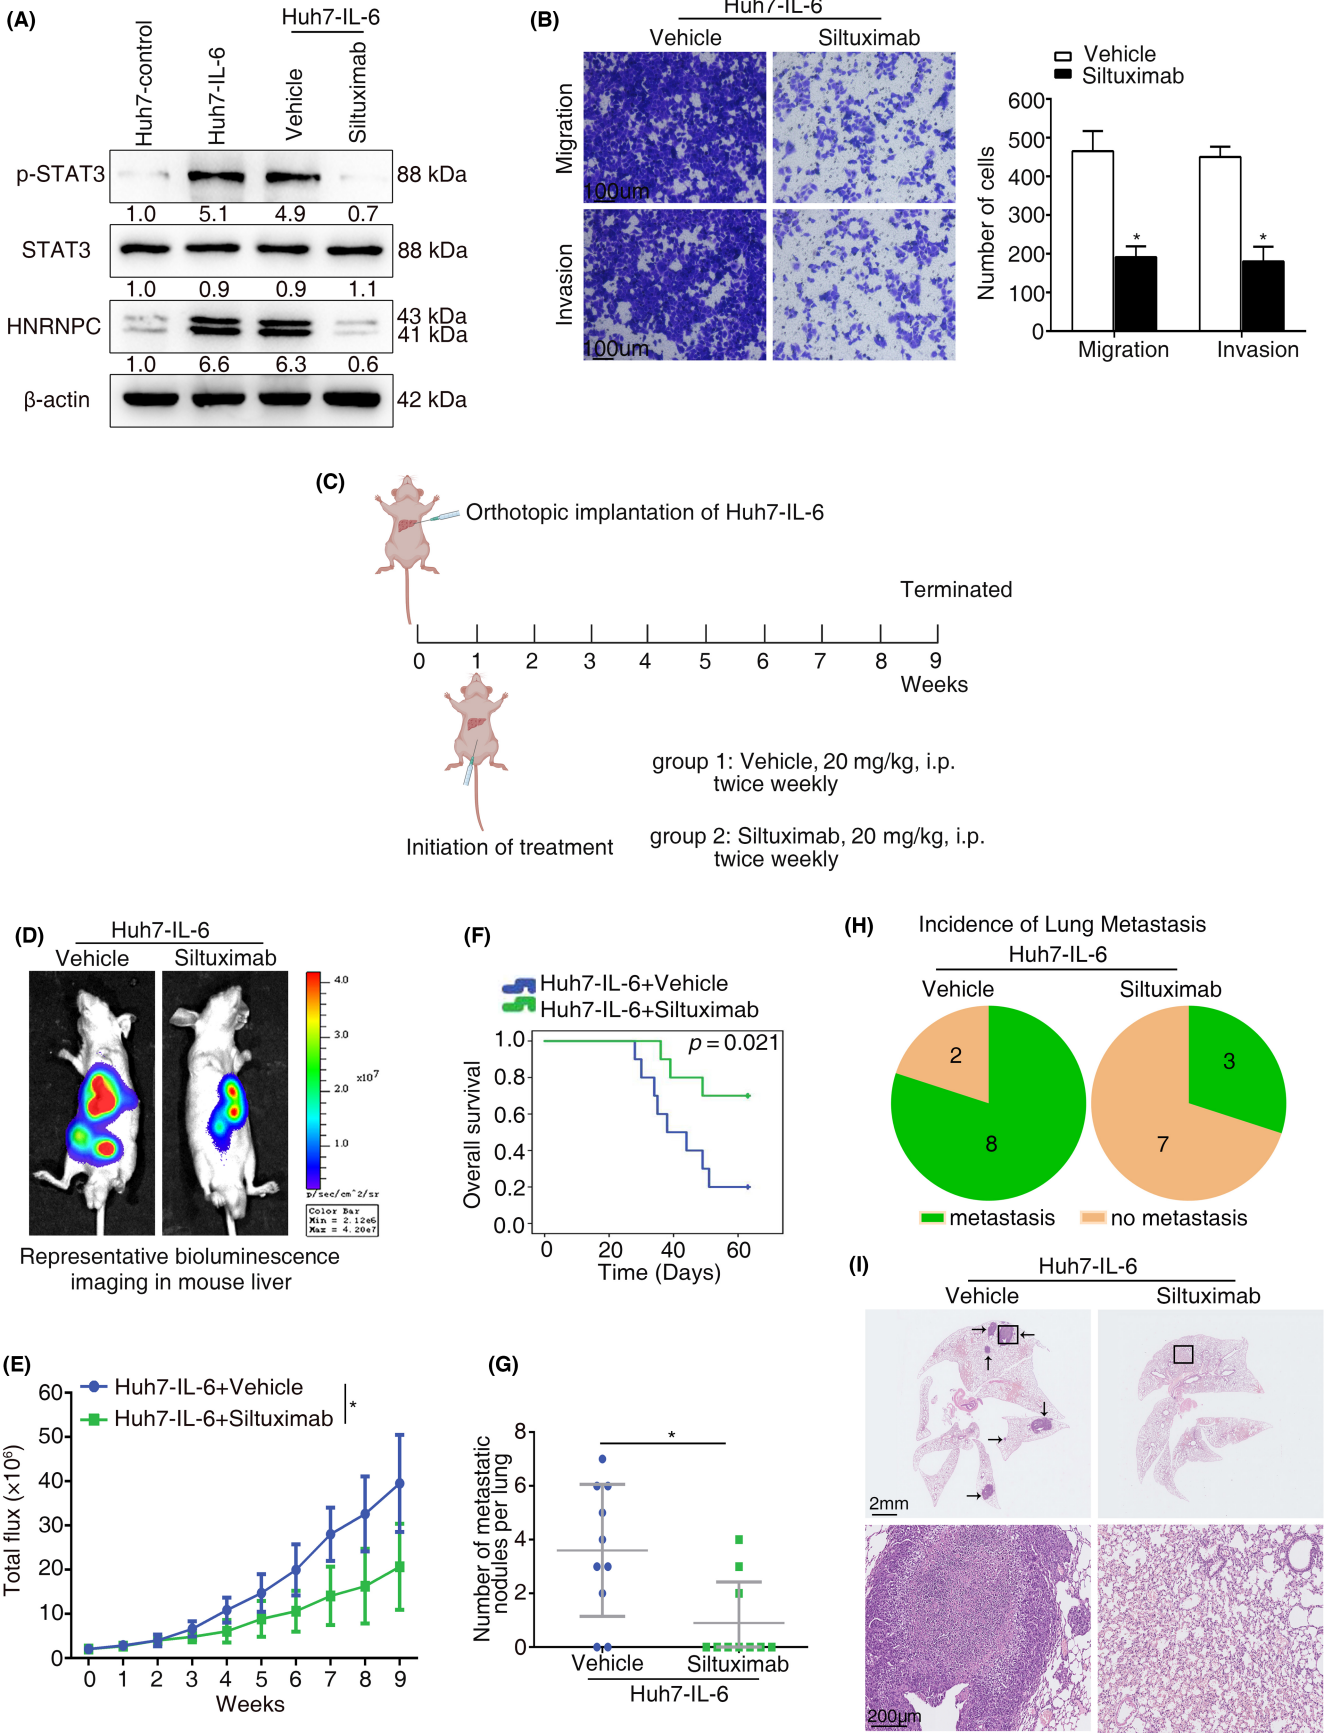 (A)
Huh7-IL-6
Huh7-control
Huh7-IL-6
Vehicle
Siltuximab
p-STAT3
88 kDa
1.0 5.1 4.9 0.7
STAT3
88 kDa
1.0 0.9 0.9 1.1
HNRNPC
43 kDa
41 kDa
1.0 6.6 6.3 0.6
β-actin
42 kDa
(B)
Huh7-IL-6
Vehicle Siltuximab
Migration
100um
Invasion
100um
Vehicle
Siltuximab
Number of cells
600
500
400
300
200
100
0
* *
Migration Invasion
(C)
Orthotopic implantation of Huh7-IL-6
Terminated
0 1 2 3 4 5 6 7 8 9
Weeks
group 1: Vehicle, 20 mg/kg, i.p.
twice weekly
Initiation of treatment
group 2: Siltuximab, 20 mg/kg, i.p.
twice weekly
(D)
Huh7-IL-6
Vehicle Siltuximab
4.0
3.0
x10⁷
2.0
1.0
p/sec/cm^2/sr
Color Bar
Min = 2.12e6
Max = 4.20e7
Representative bioluminescence
imaging in mouse liver
(E)
Huh7-IL-6+Vehicle
Huh7-IL-6+Siltuximab
*
Total flux (×10⁶)
60
50
40
30
20
10
0
0 1 2 3 4 5 6 7 8 9
Weeks
(F)
Huh7-IL-6+Vehicle
Huh7-IL-6+Siltuximab
p = 0.021
Overall survival
1.0
0.8
0.6
0.4
0.2
0.0
0 20 40 60
Time (Days)
(G)
Number of metastatic
nodules per lung
8
6
4
2
0
*
Vehicle Siltuximab
Huh7-IL-6
(H)
Incidence of Lung Metastasis
Huh7-IL-6
Vehicle Siltuximab
2
8
3
7
metastasis no metastasis
(I)
Huh7-IL-6
Vehicle Siltuximab
2mm
200μm